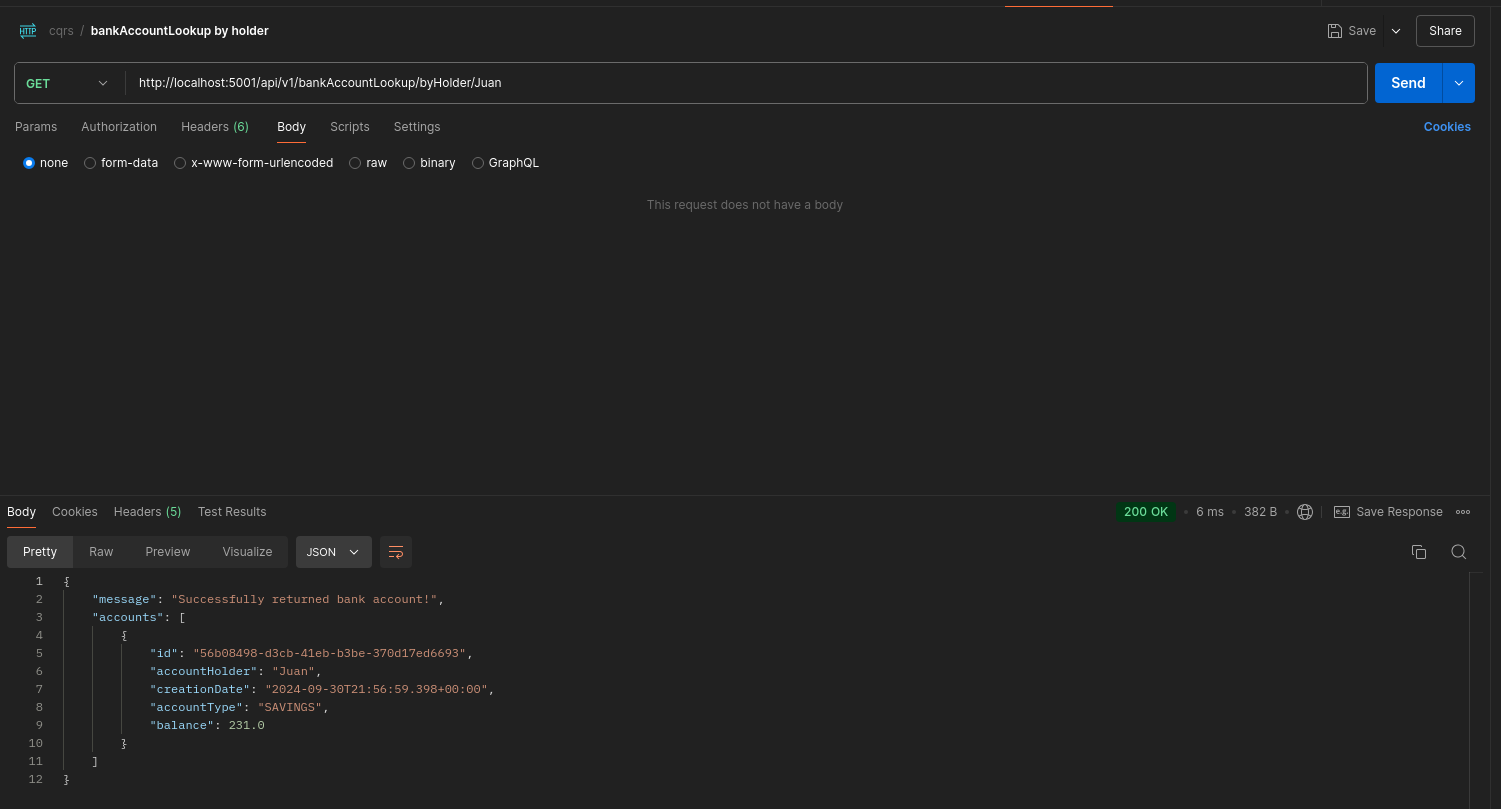 HTTP cqrs / bankAccountLookup by holder Save Share
GET http://localhost:5001/api/v1/bankAccountLookup/byHolder/Juan Send
Params Authorization Headers (6) Body Scripts Settings Cookies
none form-data x-www-form-urlencoded raw binary GraphQL
This request does not have a body
Body Cookies Headers (5) Test Results 200 OK 6 ms 382 B e.g. Save Response
Pretty Raw Preview Visualize JSON
1 {
2 "message": "Successfully returned bank account!",
3 "accounts": [
4 {
5 "id": "56b08498-d3cb-41eb-b3be-370d17ed6693",
6 "accountHolder": "Juan",
7 "creationDate": "2024-09-30T21:56:59.398+00:00",
8 "accountType": "SAVINGS",
9 "balance": 231.0
10 }
11 ]
12 }